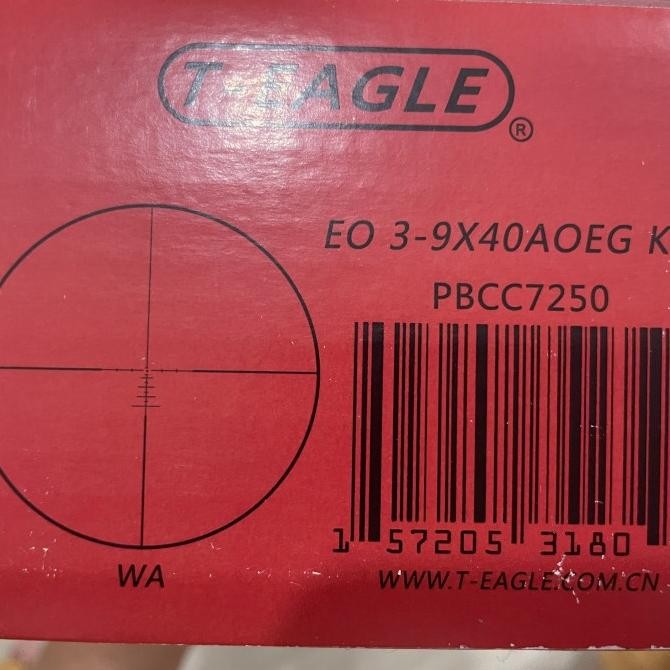 T-EAGLE
®
EO 3-9X40AOEG K
PBCC7250
1 57205 3180
WA
WWW.T-EAGLE.COM.CN